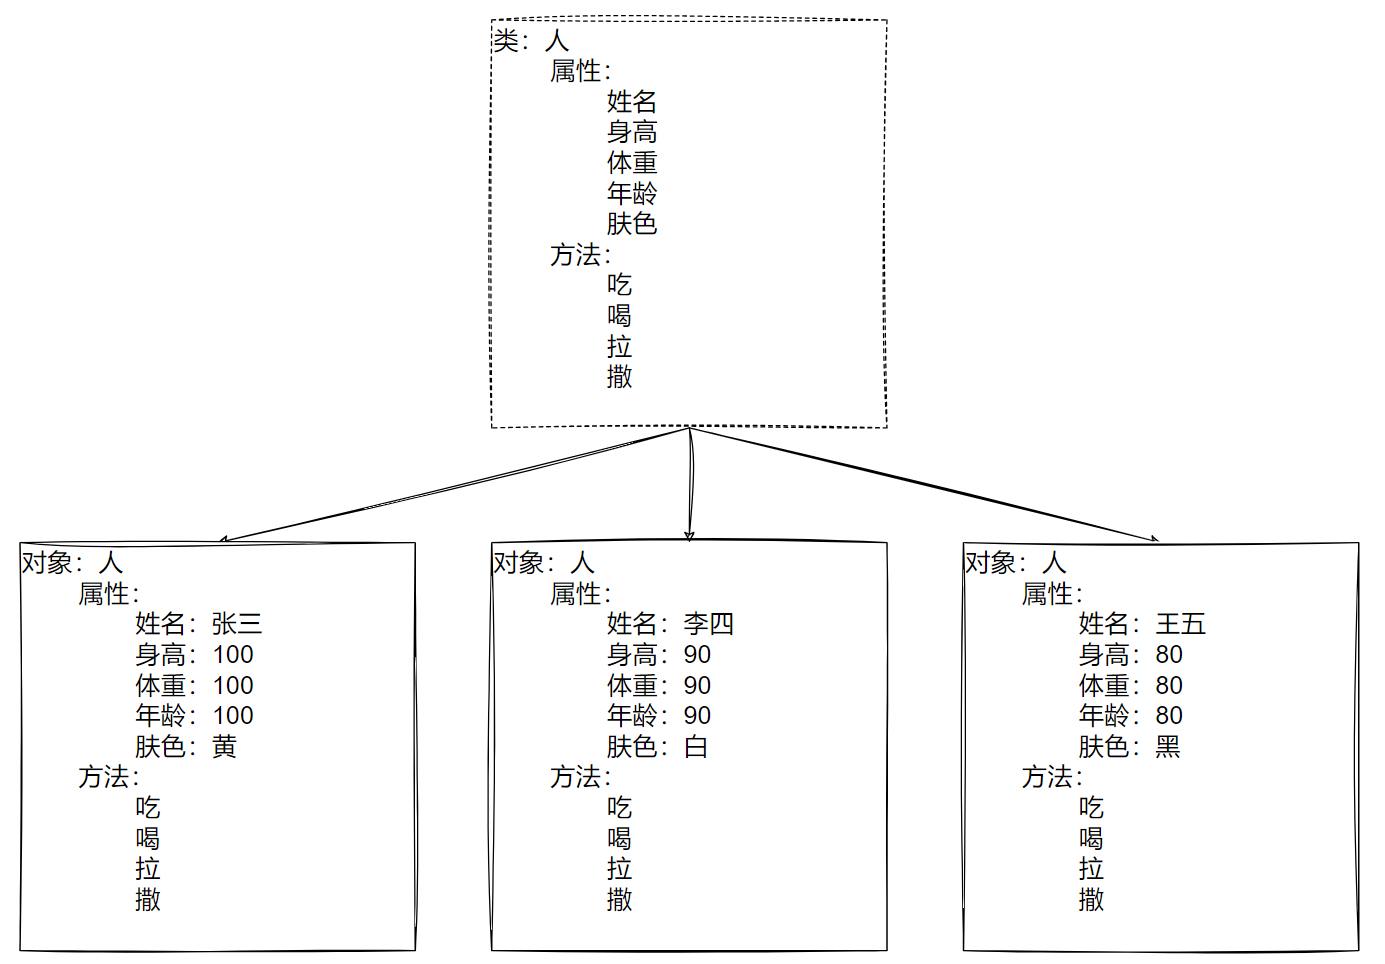 类：人
属性：
姓名
身高
体重
年龄
肤色
方法：
吃
喝
拉
撒
对象：人
属性：
姓名：张三
身高：100
体重：100
年龄：100
肤色：黄
方法：
吃
喝
拉
撒
对象：人
属性：
姓名：李四
身高：90
体重：90
年龄：90
肤色：白
方法：
吃
喝
拉
撒
对象：人
属性：
姓名：王五
身高：80
体重：80
年龄：80
肤色：黑
方法：
吃
喝
拉
撒